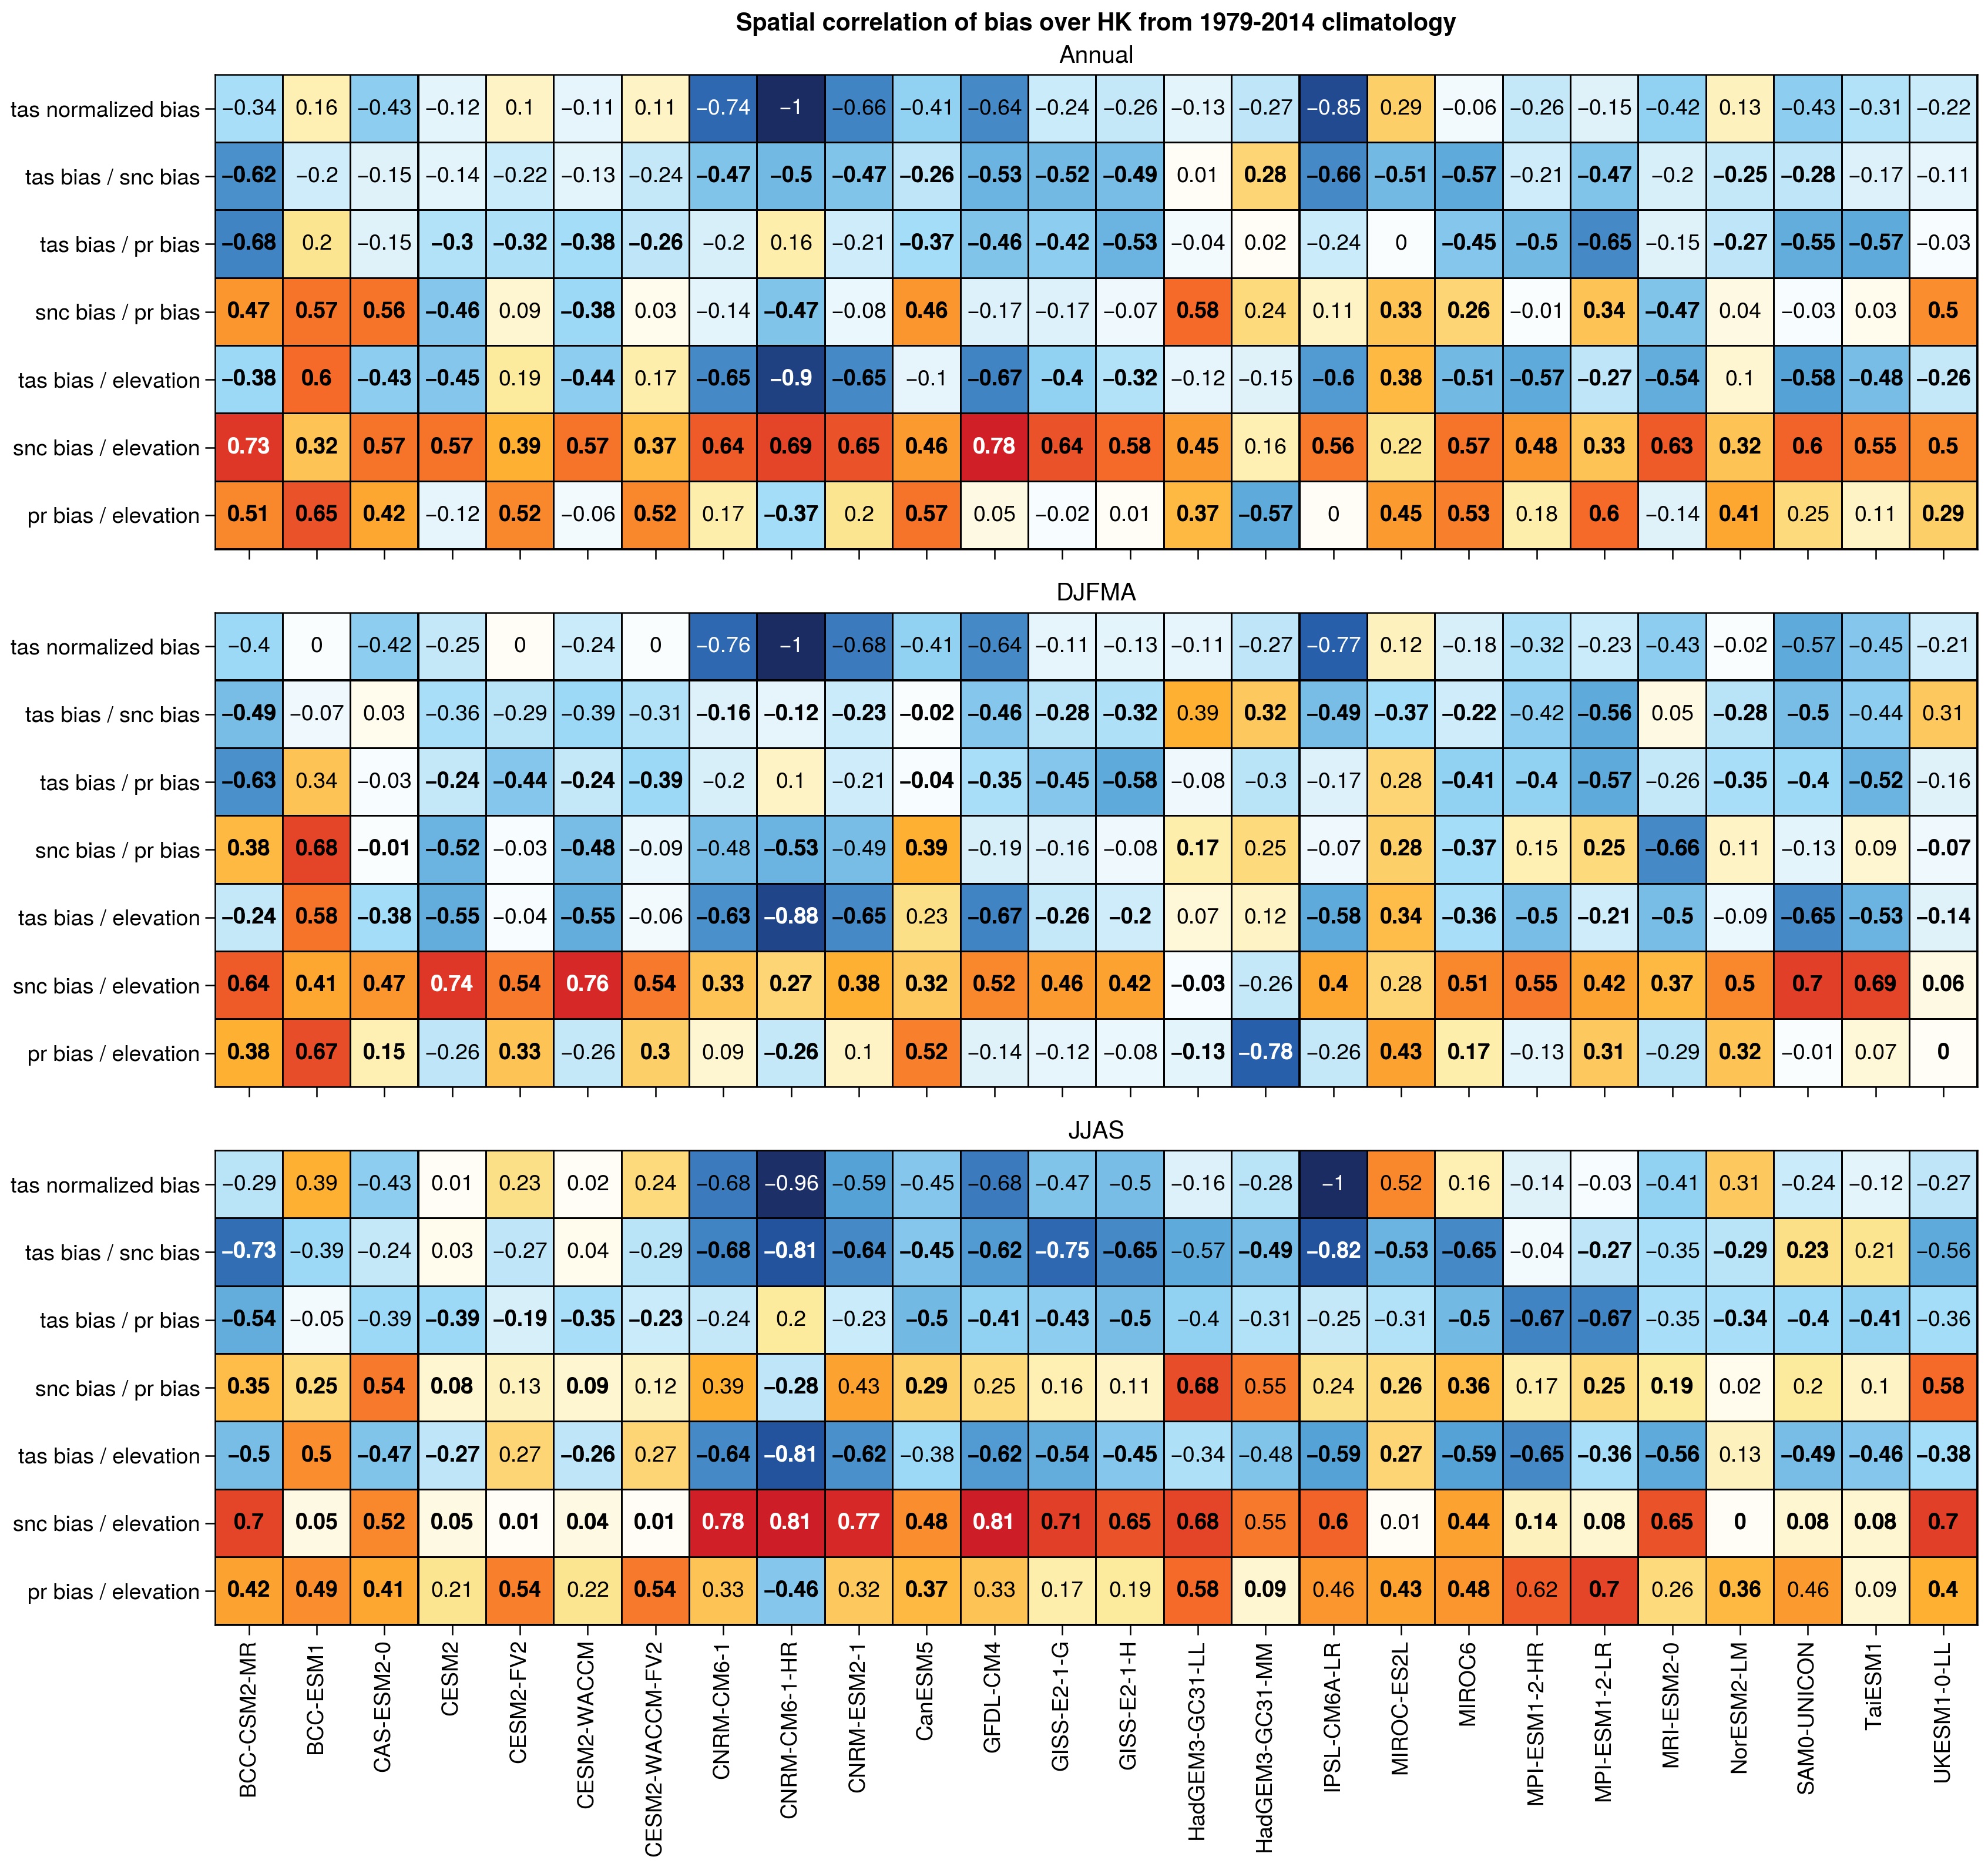 Spatial correlation of bias over HK from 1979-2014 climatology
Annual
tas normalized bias −0.34 0.16 −0.43 −0.12 0.1 −0.11 0.11 −0.74 −1 −0.66 −0.41 −0.64 −0.24 −0.26 −0.13 −0.27 −0.85 0.29 −0.06 −0.26 −0.15 −0.42 0.13 −0.43 −0.31 −0.22
tas bias / snc bias −0.62 −0.2 −0.15 −0.14 −0.22 −0.13 −0.24 −0.47 −0.5 −0.47 −0.26 −0.53 −0.52 −0.49 0.01 0.28 −0.66 −0.51 −0.57 −0.21 −0.47 −0.2 −0.25 −0.28 −0.17 −0.11
tas bias / pr bias −0.68 0.2 −0.15 −0.3 −0.32 −0.38 −0.26 −0.2 0.16 −0.21 −0.37 −0.46 −0.42 −0.53 −0.04 0.02 −0.24 0 −0.45 −0.5 −0.65 −0.15 −0.27 −0.55 −0.57 −0.03
snc bias / pr bias 0.47 0.57 0.56 −0.46 0.09 −0.38 0.03 −0.14 −0.47 −0.08 0.46 −0.17 −0.17 −0.07 0.58 0.24 0.11 0.33 0.26 −0.01 0.34 −0.47 0.04 −0.03 0.03 0.5
tas bias / elevation −0.38 0.6 −0.43 −0.45 0.19 −0.44 0.17 −0.65 −0.9 −0.65 −0.1 −0.67 −0.4 −0.32 −0.12 −0.15 −0.6 0.38 −0.51 −0.57 −0.27 −0.54 0.1 −0.58 −0.48 −0.26
snc bias / elevation 0.73 0.32 0.57 0.57 0.39 0.57 0.37 0.64 0.69 0.65 0.46 0.78 0.64 0.58 0.45 0.16 0.56 0.22 0.57 0.48 0.33 0.63 0.32 0.6 0.55 0.5
pr bias / elevation 0.51 0.65 0.42 −0.12 0.52 −0.06 0.52 0.17 −0.37 0.2 0.57 0.05 −0.02 0.01 0.37 −0.57 0 0.45 0.53 0.18 0.6 −0.14 0.41 0.25 0.11 0.29
DJFMA
tas normalized bias −0.4 0 −0.42 −0.25 0 −0.24 0 −0.76 −1 −0.68 −0.41 −0.64 −0.11 −0.13 −0.11 −0.27 −0.77 0.12 −0.18 −0.32 −0.23 −0.43 −0.02 −0.57 −0.45 −0.21
tas bias / snc bias −0.49 −0.07 0.03 −0.36 −0.29 −0.39 −0.31 −0.16 −0.12 −0.23 −0.02 −0.46 −0.28 −0.32 0.39 0.32 −0.49 −0.37 −0.22 −0.42 −0.56 0.05 −0.28 −0.5 −0.44 0.31
tas bias / pr bias −0.63 0.34 −0.03 −0.24 −0.44 −0.24 −0.39 −0.2 0.1 −0.21 −0.04 −0.35 −0.45 −0.58 −0.08 −0.3 −0.17 0.28 −0.41 −0.4 −0.57 −0.26 −0.35 −0.4 −0.52 −0.16
snc bias / pr bias 0.38 0.68 −0.01 −0.52 −0.03 −0.48 −0.09 −0.48 −0.53 −0.49 0.39 −0.19 −0.16 −0.08 0.17 0.25 −0.07 0.28 −0.37 0.15 0.25 −0.66 0.11 −0.13 0.09 −0.07
tas bias / elevation −0.24 0.58 −0.38 −0.55 −0.04 −0.55 −0.06 −0.63 −0.88 −0.65 0.23 −0.67 −0.26 −0.2 0.07 0.12 −0.58 0.34 −0.36 −0.5 −0.21 −0.5 −0.09 −0.65 −0.53 −0.14
snc bias / elevation 0.64 0.41 0.47 0.74 0.54 0.76 0.54 0.33 0.27 0.38 0.32 0.52 0.46 0.42 −0.03 −0.26 0.4 0.28 0.51 0.55 0.42 0.37 0.5 0.7 0.69 0.06
pr bias / elevation 0.38 0.67 0.15 −0.26 0.33 −0.26 0.3 0.09 −0.26 0.1 0.52 −0.14 −0.12 −0.08 −0.13 −0.78 −0.26 0.43 0.17 −0.13 0.31 −0.29 0.32 −0.01 0.07 0
JJAS
tas normalized bias −0.29 0.39 −0.43 0.01 0.23 0.02 0.24 −0.68 −0.96 −0.59 −0.45 −0.68 −0.47 −0.5 −0.16 −0.28 −1 0.52 0.16 −0.14 −0.03 −0.41 0.31 −0.24 −0.12 −0.27
tas bias / snc bias −0.73 −0.39 −0.24 0.03 −0.27 0.04 −0.29 −0.68 −0.81 −0.64 −0.45 −0.62 −0.75 −0.65 −0.57 −0.49 −0.82 −0.53 −0.65 −0.04 −0.27 −0.35 −0.29 0.23 0.21 −0.56
tas bias / pr bias −0.54 −0.05 −0.39 −0.39 −0.19 −0.35 −0.23 −0.24 0.2 −0.23 −0.5 −0.41 −0.43 −0.5 −0.4 −0.31 −0.25 −0.31 −0.5 −0.67 −0.67 −0.35 −0.34 −0.4 −0.41 −0.36
snc bias / pr bias 0.35 0.25 0.54 0.08 0.13 0.09 0.12 0.39 −0.28 0.43 0.29 0.25 0.16 0.11 0.68 0.55 0.24 0.26 0.36 0.17 0.25 0.19 0.02 0.2 0.1 0.58
tas bias / elevation −0.5 0.5 −0.47 −0.27 0.27 −0.26 0.27 −0.64 −0.81 −0.62 −0.38 −0.62 −0.54 −0.45 −0.34 −0.48 −0.59 0.27 −0.59 −0.65 −0.36 −0.56 0.13 −0.49 −0.46 −0.38
snc bias / elevation 0.7 0.05 0.52 0.05 0.01 0.04 0.01 0.78 0.81 0.77 0.48 0.81 0.71 0.65 0.68 0.55 0.6 0.01 0.44 0.14 0.08 0.65 0 0.08 0.08 0.7
pr bias / elevation 0.42 0.49 0.41 0.21 0.54 0.22 0.54 0.33 −0.46 0.32 0.37 0.33 0.17 0.19 0.58 0.09 0.46 0.43 0.48 0.62 0.7 0.26 0.36 0.46 0.09 0.4
BCC-CSM2-MR
BCC-ESM1
CAS-ESM2-0
CESM2
CESM2-FV2
CESM2-WACCM
CESM2-WACCM-FV2
CNRM-CM6-1
CNRM-CM6-1-HR
CNRM-ESM2-1
CanESM5
GFDL-CM4
GISS-E2-1-G
GISS-E2-1-H
HadGEM3-GC31-LL
HadGEM3-GC31-MM
IPSL-CM6A-LR
MIROC-ES2L
MIROC6
MPI-ESM1-2-HR
MPI-ESM1-2-LR
MRI-ESM2-0
NorESM2-LM
SAM0-UNICON
TaiESM1
UKESM1-0-LL